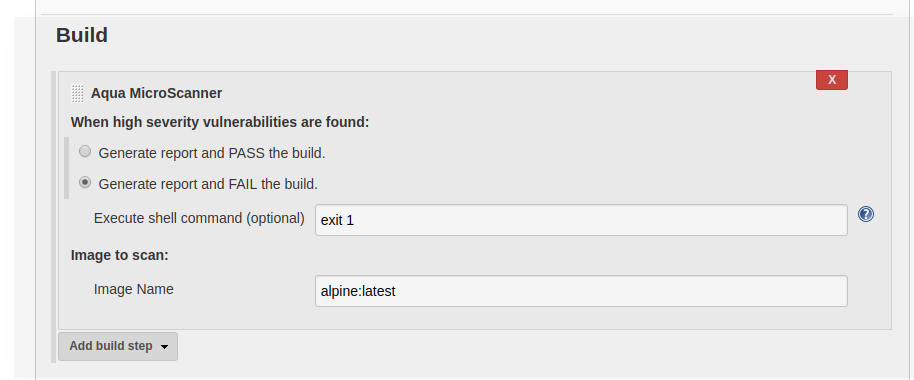 Build
X
Aqua MicroScanner
When high severity vulnerabilities are found:
Generate report and PASS the build.
Generate report and FAIL the build.
Execute shell command (optional) exit 1 ?
Image to scan:
Image Name alpine:latest
Add build step